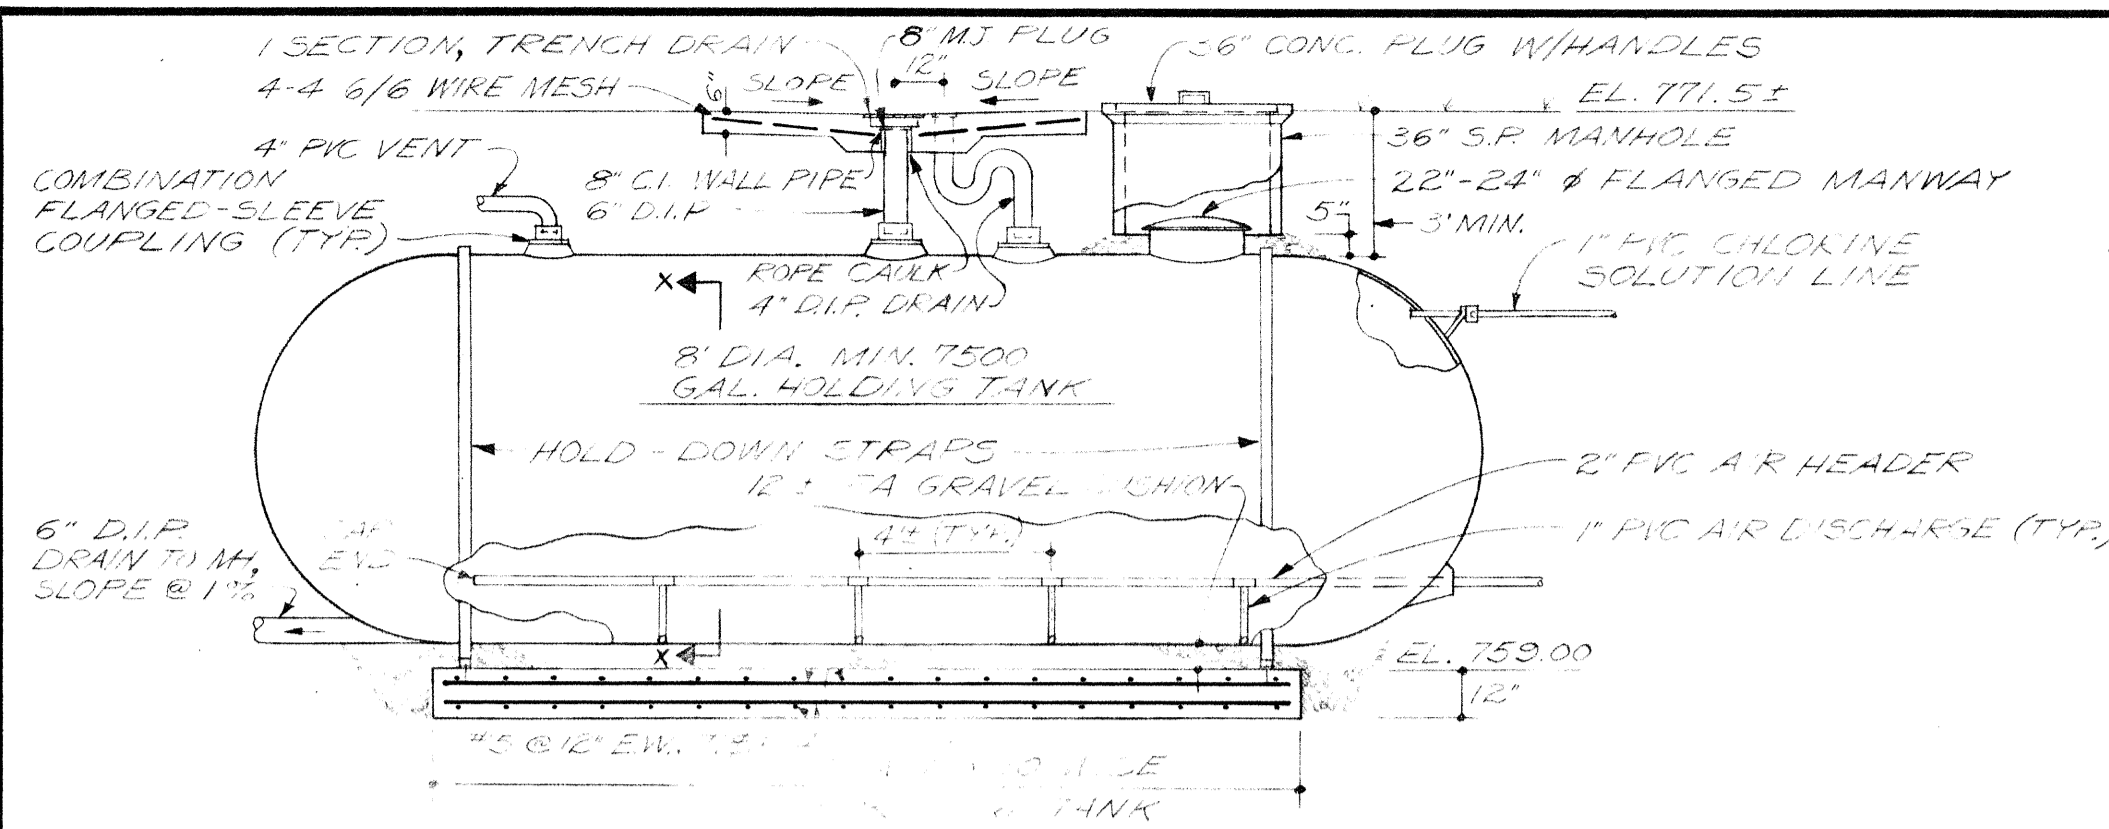 1 SECTION, TRENCH DRAIN
4-4 6/6 WIRE MESH
6"
SLOPE
8" M.J. PLUG
12"
SLOPE
36" CONC. PLUG W/HANDLES
EL. 771.5±
4" PVC VENT
COMBINATION
FLANGED-SLEEVE
COUPLING (TYP.)
8" C.I. WALL PIPE
6" D.I.P.
36" S.P. MANHOLE
22"-24" ø FLANGED MANWAY
5"
3' MIN.
1" PVC CHLORINE
SOLUTION LINE
X
ROPE CAULK
4" D.I.P. DRAIN
8' DIA. MIN. 7500
GAL. HOLDING TANK
HOLD-DOWN STRAPS
12 ± GRAVEL
2" PVC AIR HEADER
4'± (TYP.)
1" PVC AIR DISCHARGE (TYP.)
6" D.I.P.
DRAIN TO MH,
SLOPE @ 1%
END
X
EL. 759.00
12"
#5 @ 12" E.W.
TANK